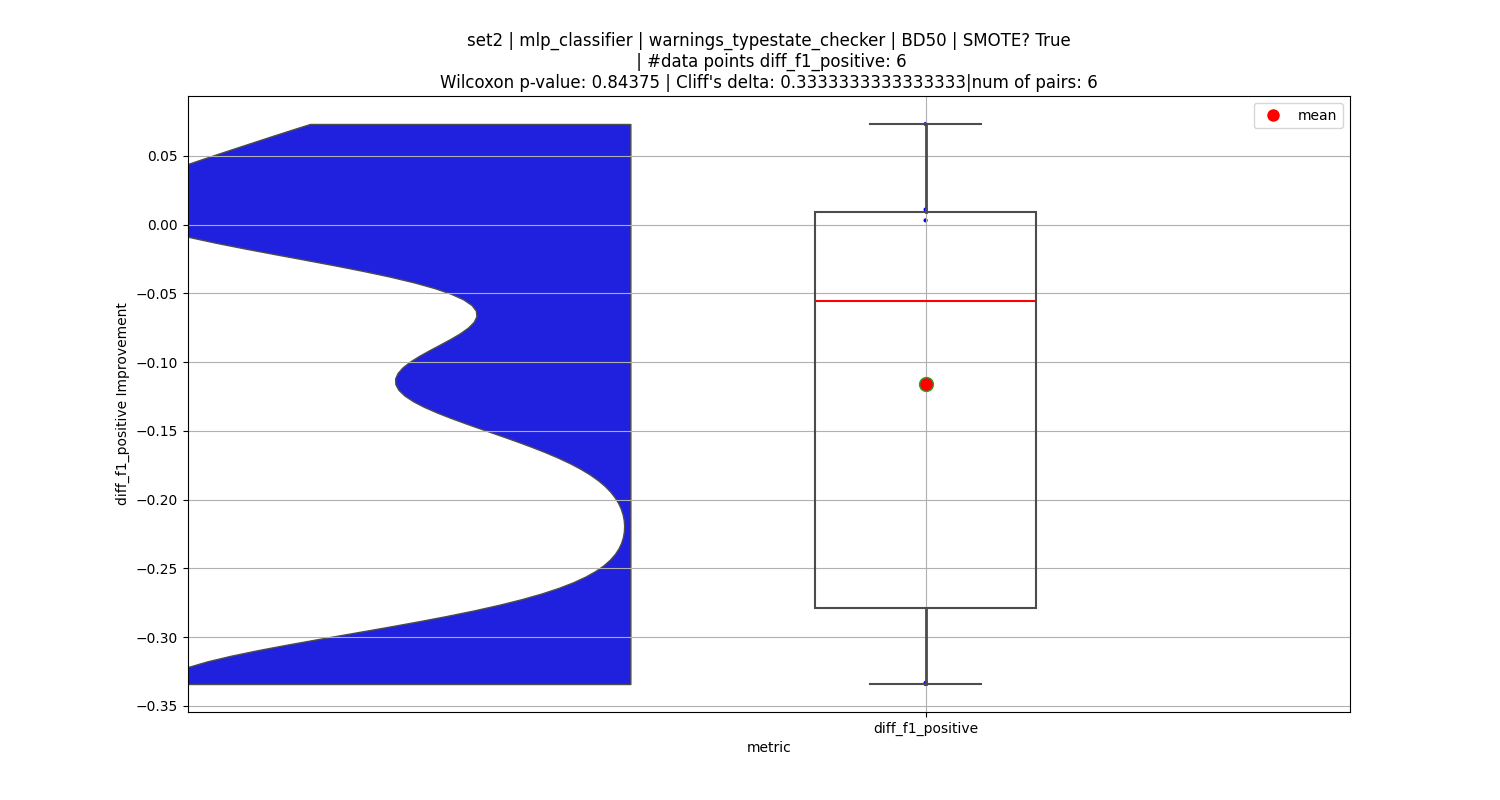 set2 | mlp_classifier | warnings_typestate_checker | BD50 | SMOTE? True
| #data points diff_f1_positive: 6
Wilcoxon p-value: 0.84375 | Cliff's delta: 0.3333333333333333|num of pairs: 6
mean
0.05
0.00
−0.05
−0.10
−0.15
−0.20
−0.25
−0.30
−0.35
diff_f1_positive Improvement
diff_f1_positive
metric